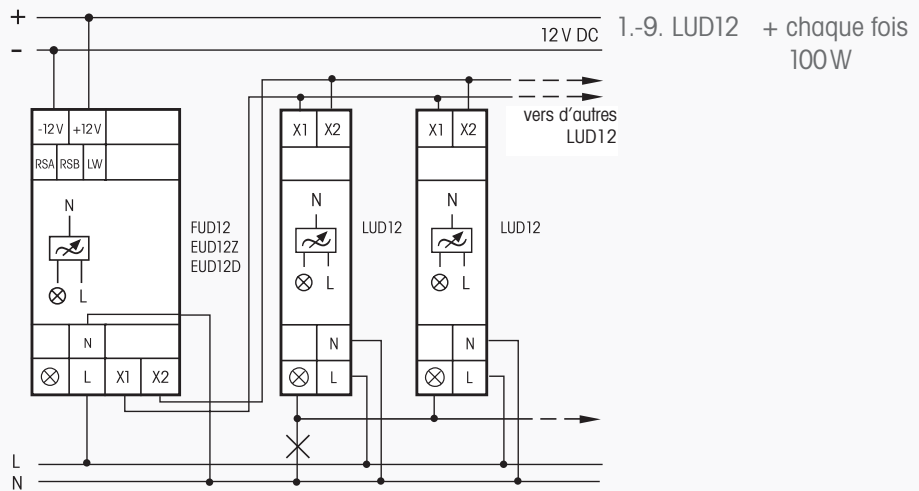 +
12 V DC
-
1.-9. LUD12 + chaque fois
100 W
vers d'autres
LUD12
-12 V +12 V
RSA RSB LW
N
L
FUD12
EUD12Z
EUD12D
N
L X1 X2
X1 X2
N
L
LUD12
N
L
X1 X2
N
L
LUD12
N
L
L
N